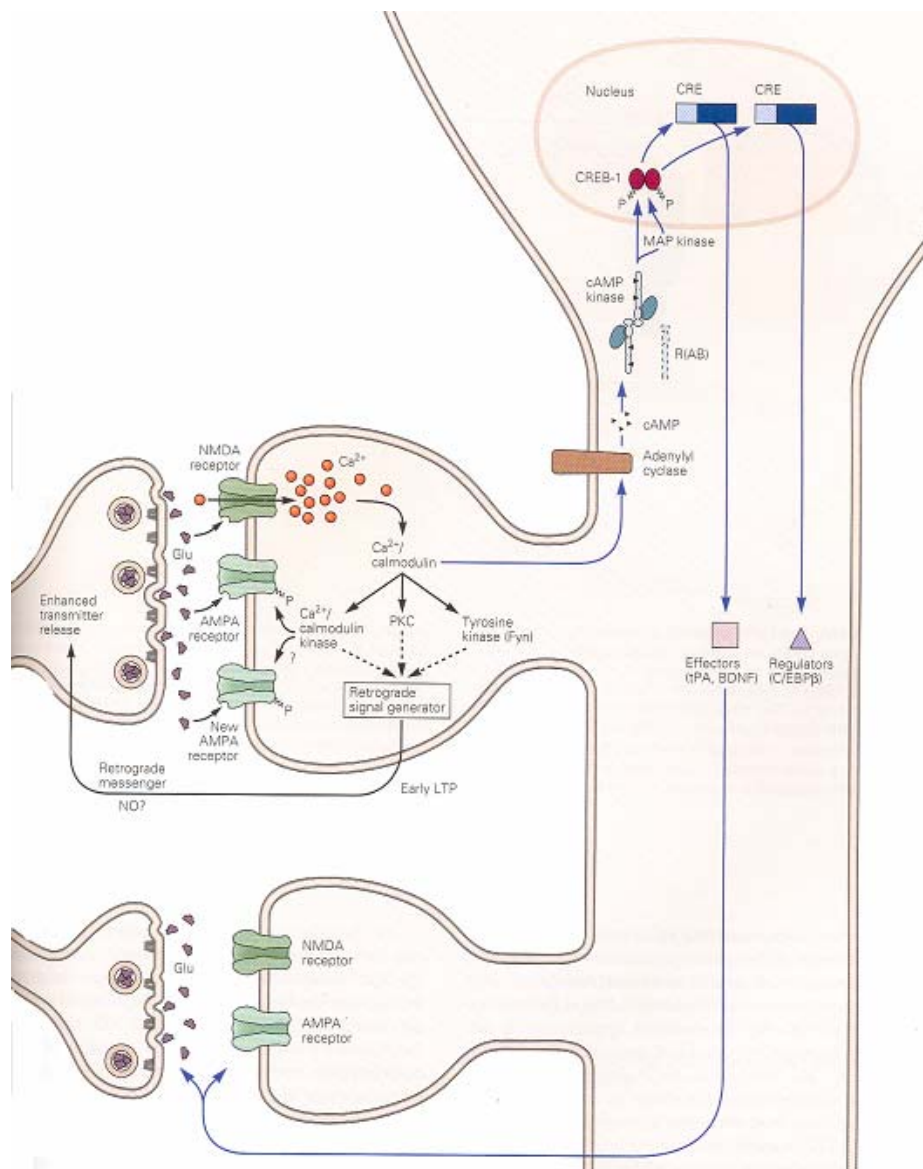 Nucleus
CRE
CRE
CREB-1
P
P
MAP kinase
cAMP
kinase
R(AB)
cAMP
Adenylyl
cyclase
NMDA
receptor
Ca²⁺
Glu
Ca²⁺/
calmodulin
P
Enhanced
transmitter
release
AMPA
receptor
Ca²⁺/
calmodulin
kinase
PKC
Tyrosine
kinase (Fyn)
?
Effectors
(tPA, BDNF)
Regulators
(C/EBPβ)
P
Retrograde
signal generator
New
AMPA
receptor
Retrograde
messenger
NO?
Early LTP
Glu
NMDA
receptor
AMPA
receptor